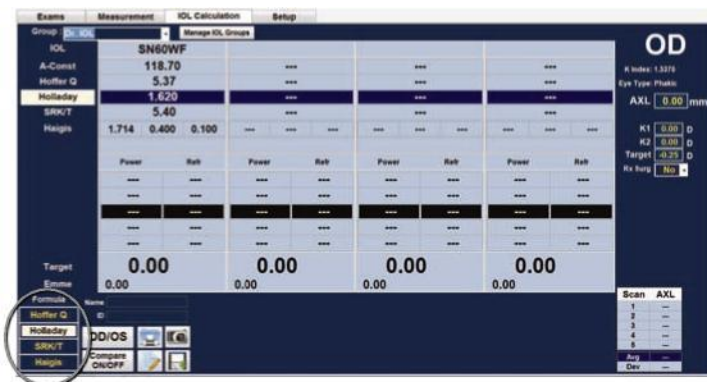 Exams Measurement IOL Calculation Setup
Group Dr. IOL Manage IOL Groups
IOL SN60WF
A-Const 118.70 --- --- ---
Hoffer Q 5.37 --- --- ---
Holladay 1.620 --- --- ---
SRK/T 5.40 --- --- ---
Haigis 1.714 0.400 0.100 --- --- --- --- --- --- --- --- ---
Power Refr Power Refr Power Refr Power Refr
--- --- --- --- --- --- --- ---
--- --- --- --- --- --- --- ---
--- --- --- --- --- --- --- ---
--- --- --- --- --- --- --- ---
--- --- --- --- --- --- --- ---
Target 0.00 0.00 0.00 0.00
Emme 0.00 0.00 0.00 0.00
Formula
Hoffer Q
Holladay
SRK/T
Haigis
Name
ID
OD/OS
Compare
ON/OFF
OD
K Index: 1.3375
Eye Type: Phakic
AXL 0.00 mm
K1 0.00 D
K2 0.00 D
Target -0.25 D
Rx Surg No
Scan AXL
1 ---
2 ---
3 ---
4 ---
5 ---
Avg ---
Dev ---